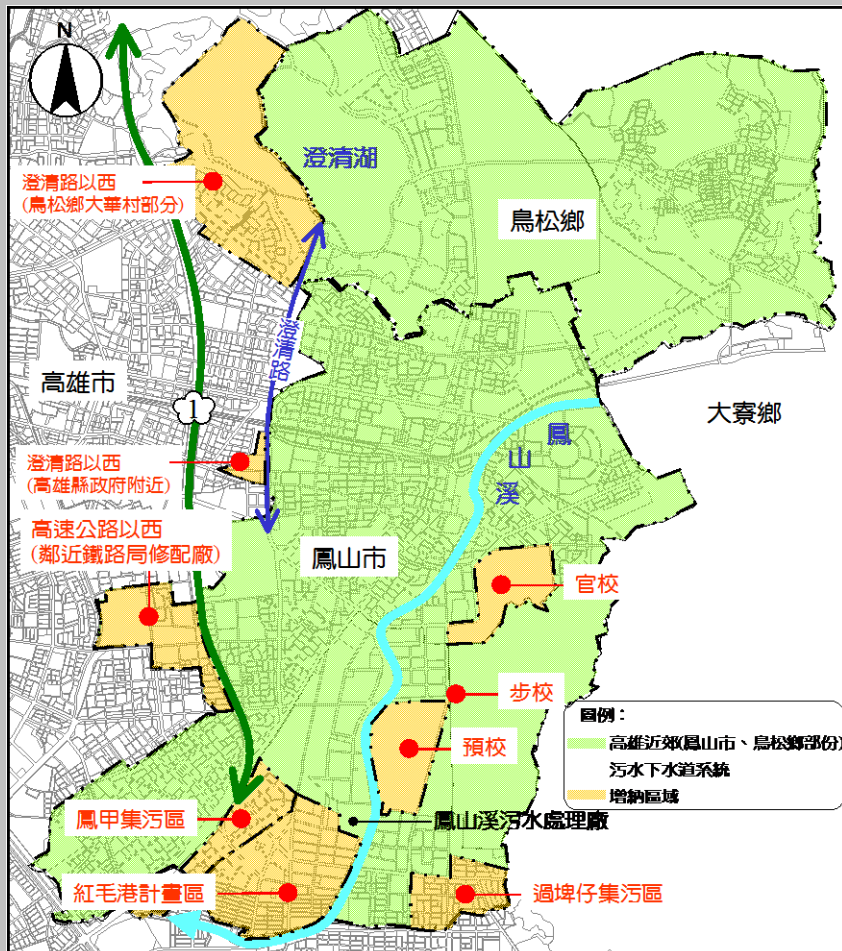 N
澄清湖
澄清路以西
(鳥松鄉大華村部分)
鳥松鄉
澄清路
高雄市
1
大寮鄉
鳳山溪
澄清路以西
(高雄縣政府附近)
高速公路以西
(鄰近鐵路局修配廠)
鳳山市
官校
步校
預校
圖例：
高雄近郊(鳳山市、鳥松鄉部份)
污水下水道系統
增納區域
鳳甲集污區
鳳山溪污水處理廠
紅毛港計畫區
過埤仔集污區